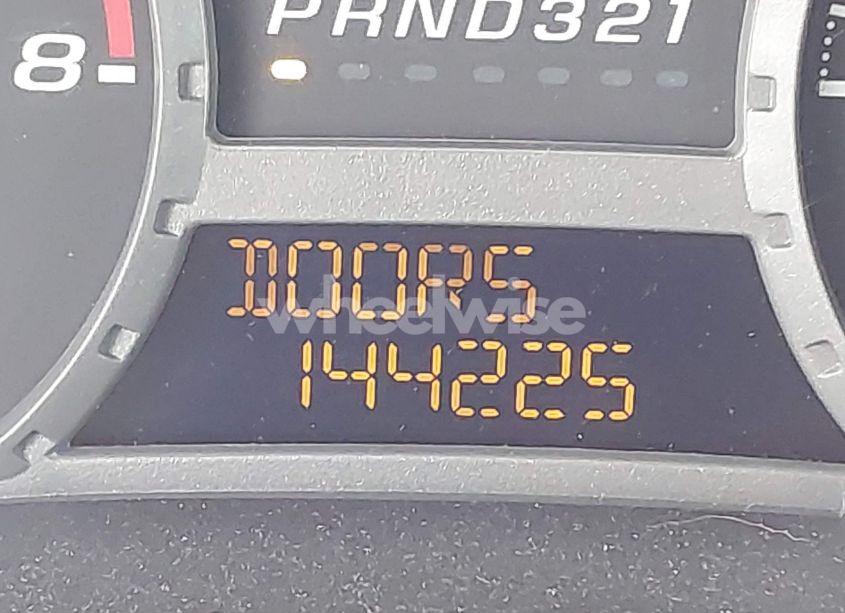 PRND321
8
DOORS
wheelwise
144225